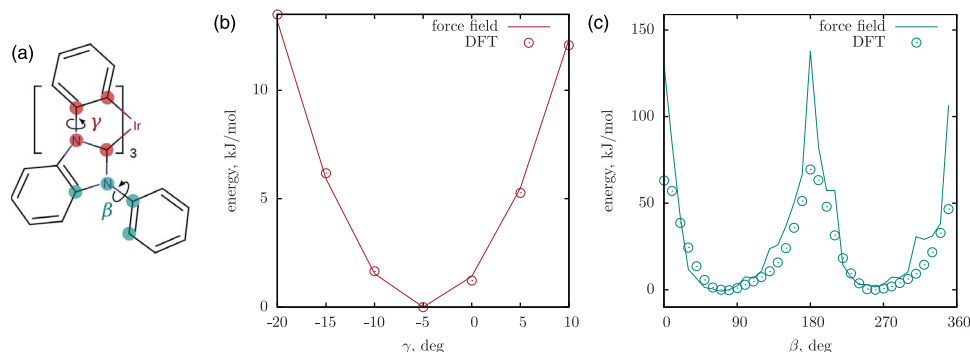 (a)
γ
Ir
N
3
N
β
(b)
force field
DFT
energy, kJ/mol
10
5
0
-20 -15 -10 -5 0 5 10
γ, deg
(c)
force field
DFT
energy, kJ/mol
150
100
50
0
0 90 180 270 360
β, deg